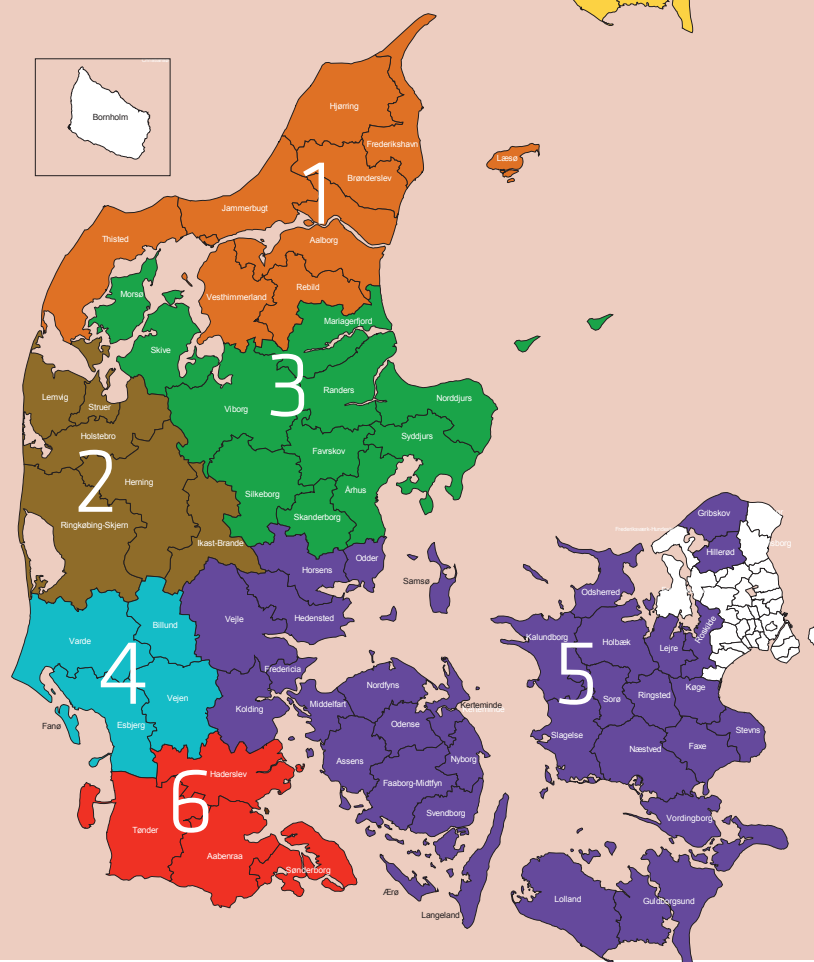 Bornholm
Hjørring
Frederikshavn
Læsø
Brønderslev
1
Jammerbugt
Thisted
Aalborg
Rebild
Vesthimmerland
Morsø
Mariagerfjord
Skive
3
Randers
Lemvig
Struer
Viborg
Norddjurs
Holstebro
Syddjurs
Favrskov
2
Herning
Silkeborg
Århus
Ringkøbing-Skjern
Skanderborg
Gribskov
Ikast-Brande
Hillerød
Odder
Horsens
Samsø
Odsherred
Hedensted
Vejle
Billund
Varde
Kalundborg
Holbæk
Roskilde
Lejre
4
5
Fredericia
Nordfyns
Vejen
Køge
Ringsted
Sorø
Middelfart
Kerteminde
Kolding
Fanø
Esbjerg
Odense
Stevns
Slagelse
Næstved
Faxe
Assens
Nyborg
Haderslev
6
Faaborg-Midtfyn
Svendborg
Vordingborg
Tønder
Aabenraa
Sønderborg
Ærø
Lolland
Guldborgsund
Langeland